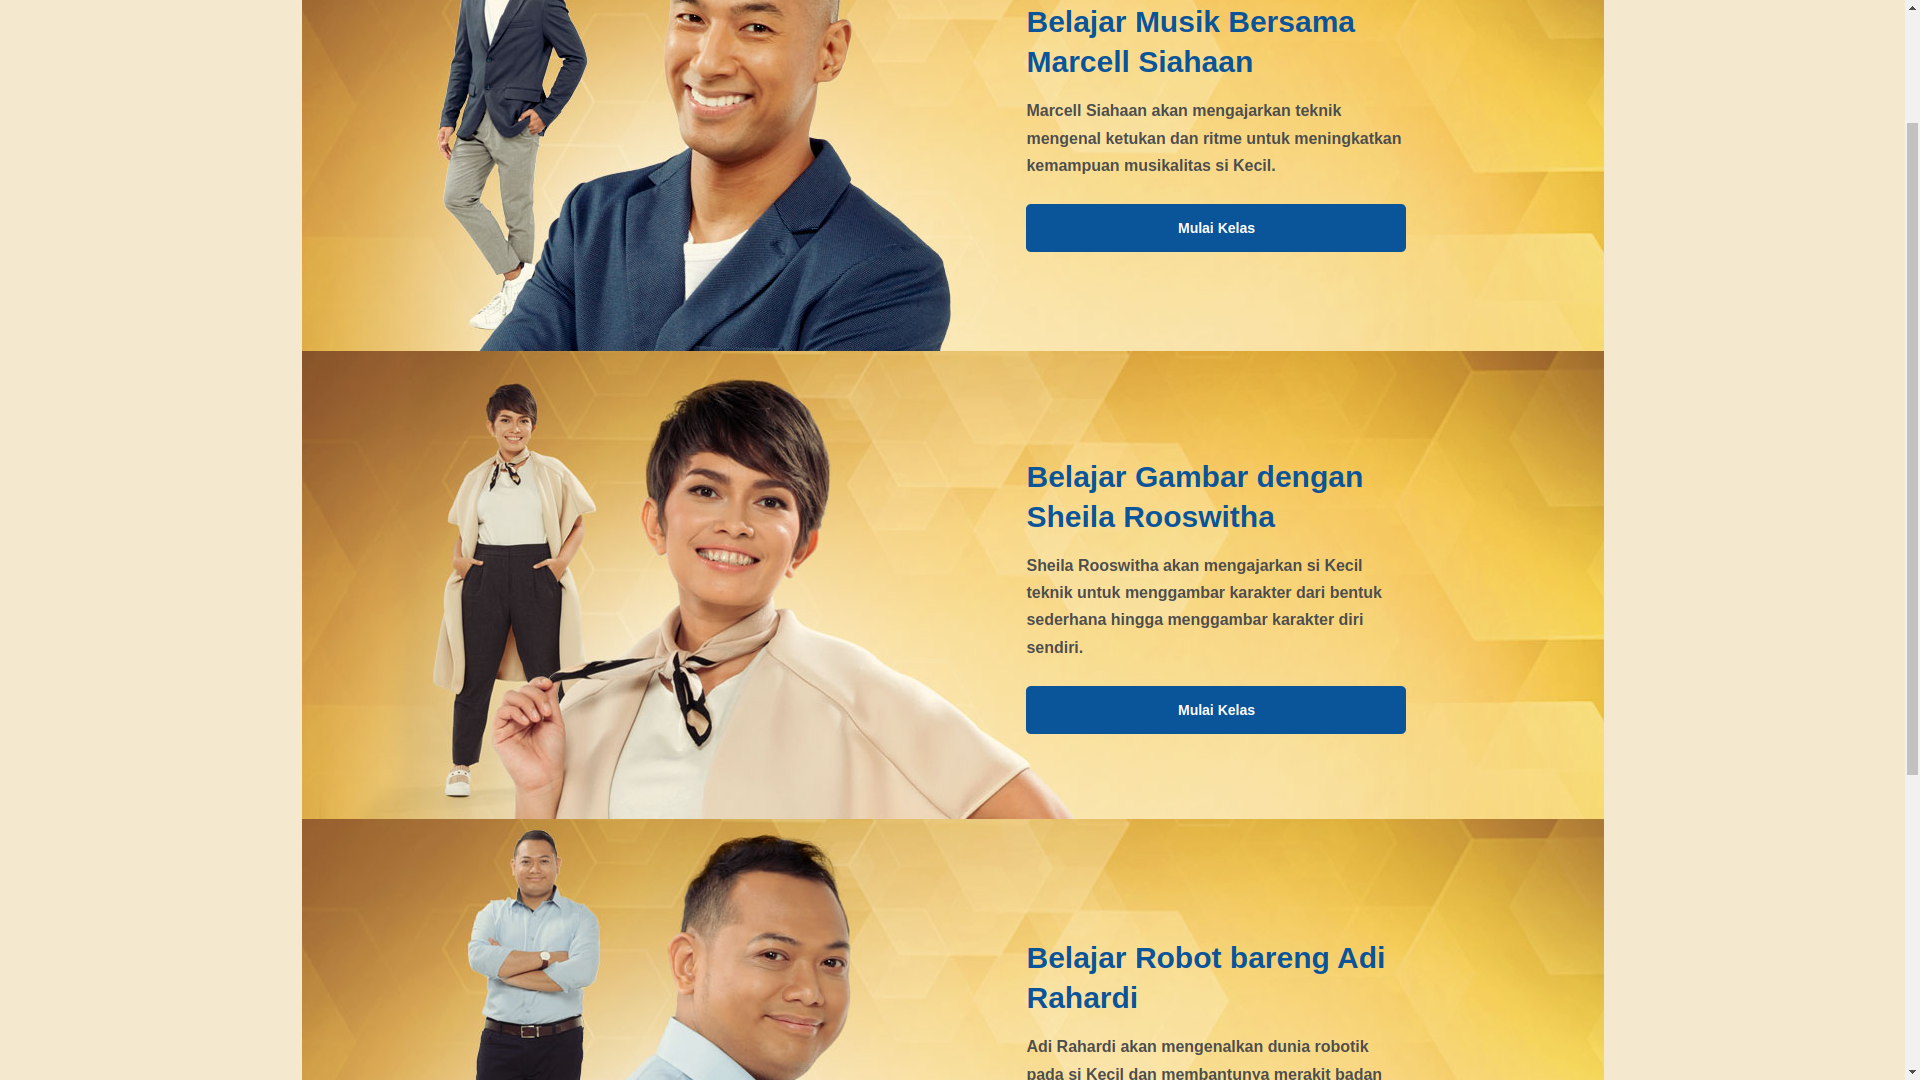 Belajar Musik Bersama
Marcell Siahaan
Marcell Siahaan akan mengajarkan teknik
mengenal ketukan dan ritme untuk meningkatkan
kemampuan musikalitas si Kecil.
Mulai Kelas
Belajar Gambar dengan
Sheila Rooswitha
Sheila Rooswitha akan mengajarkan si Kecil
teknik untuk menggambar karakter dari bentuk
sederhana hingga menggambar karakter diri
sendiri.
Mulai Kelas
Belajar Robot bareng Adi
Rahardi
Adi Rahardi akan mengenalkan dunia robotik
pada si Kecil dan membantunya merakit badan